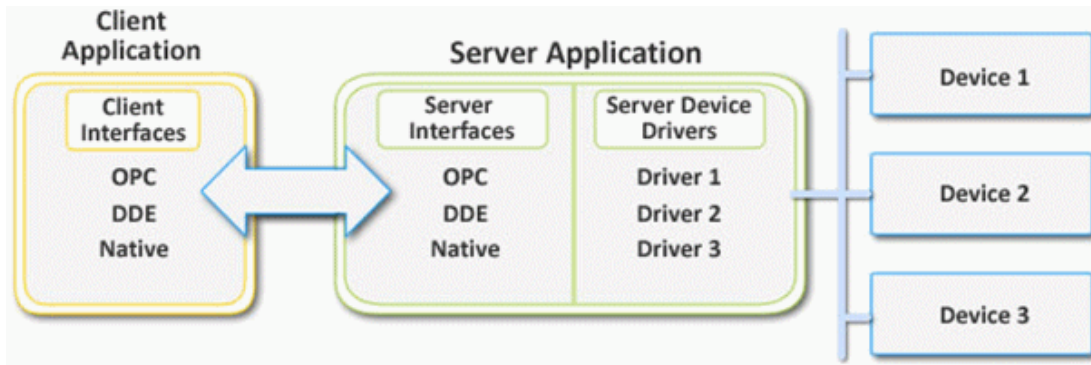 Client
Application
Server Application
Client
Interfaces
OPC
DDE
Native
Server
Interfaces
OPC
DDE
Native
Server Device
Drivers
Driver 1
Driver 2
Driver 3
Device 1
Device 2
Device 3